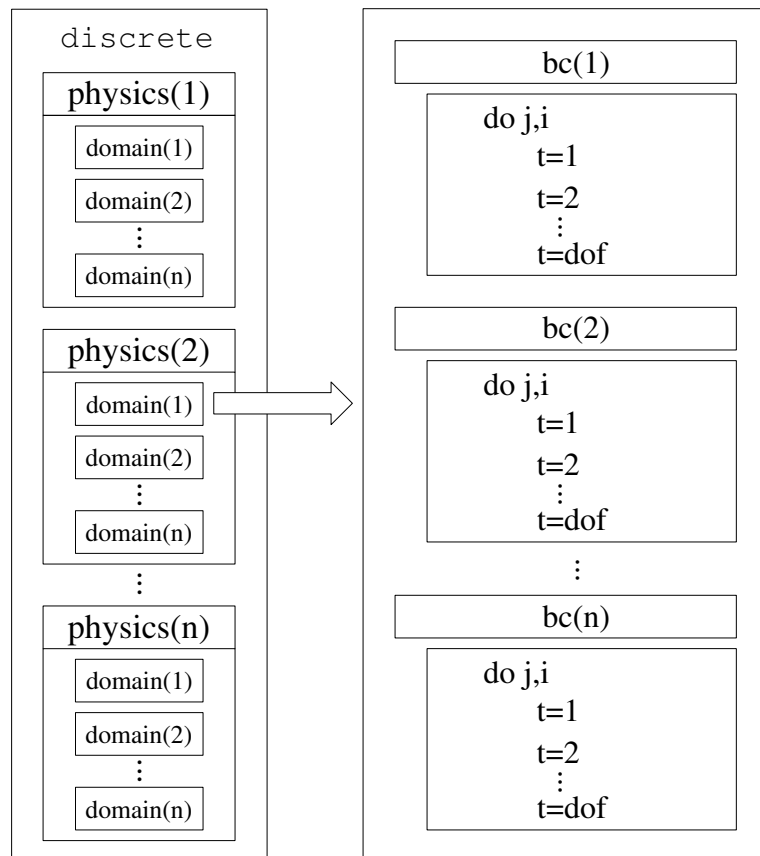 discrete
physics(1)
domain(1)
domain(2)
⋮
domain(n)
physics(2)
domain(1)
domain(2)
⋮
domain(n)
⋮
physics(n)
domain(1)
domain(2)
⋮
domain(n)
bc(1)
do j,i
t=1
t=2
⋮
t=dof
bc(2)
do j,i
t=1
t=2
⋮
t=dof
⋮
bc(n)
do j,i
t=1
t=2
⋮
t=dof